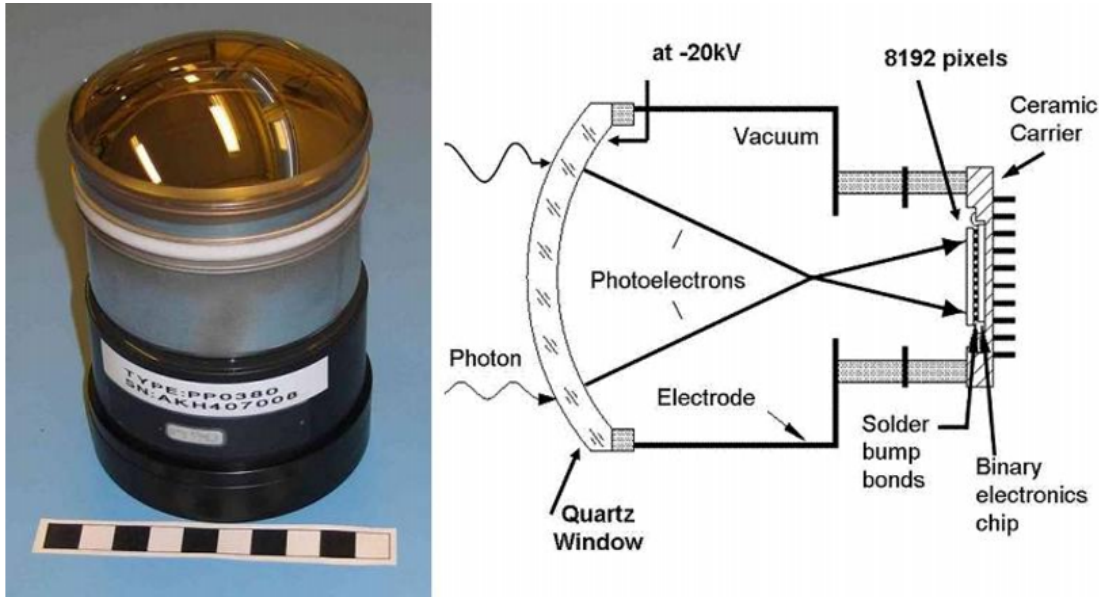 TYPE:PP0380
SN:AKH407008
at -20kV
8192 pixels
Ceramic
Carrier
Vacuum
Photoelectrons
Photon
Electrode
Solder
bump
bonds
Binary
electronics
chip
Quartz
Window